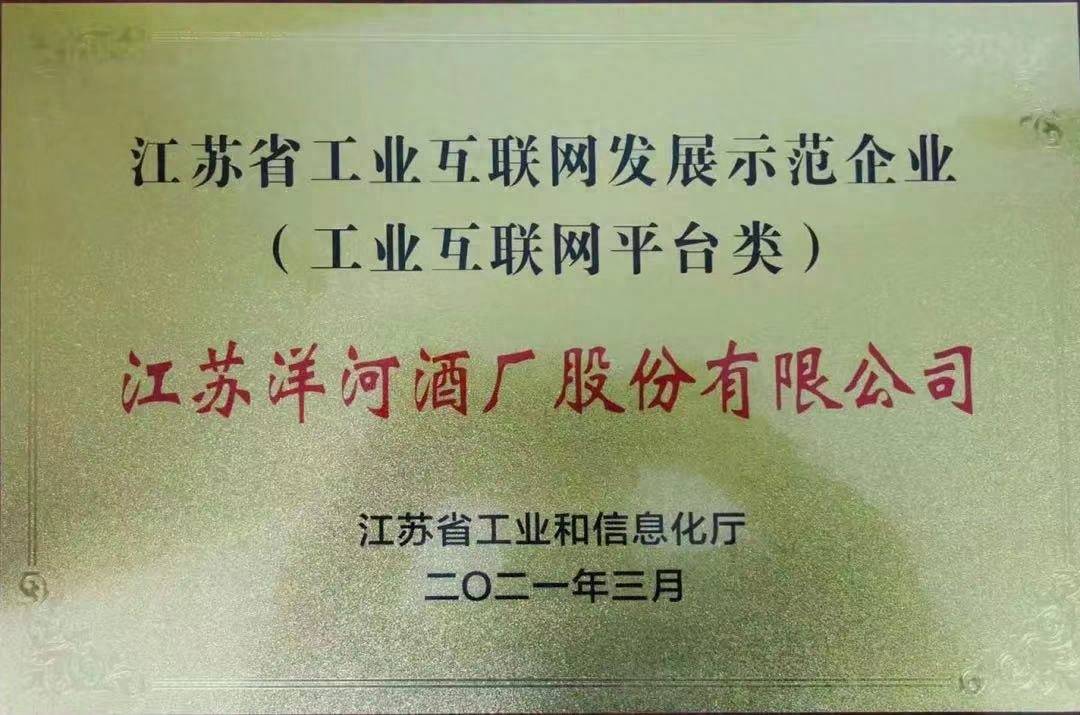 江苏省工业互联网发展示范企业
（工业互联网平台类）
江苏洋河酒厂股份有限公司
江苏省工业和信息化厅
二〇二一年三月